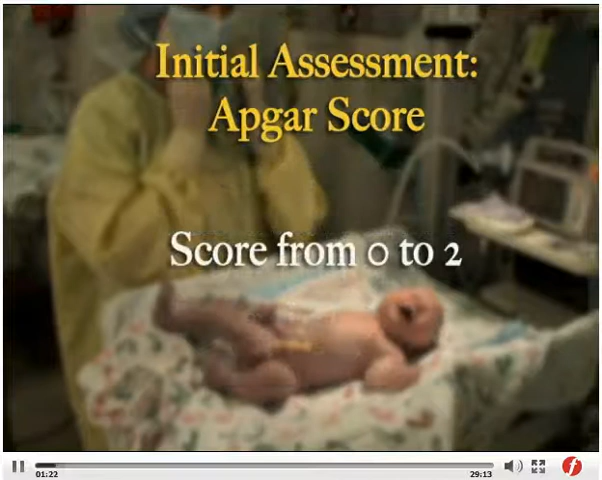 Initial Assessment:
Apgar Score
Score from 0 to 2
01:22
29:13